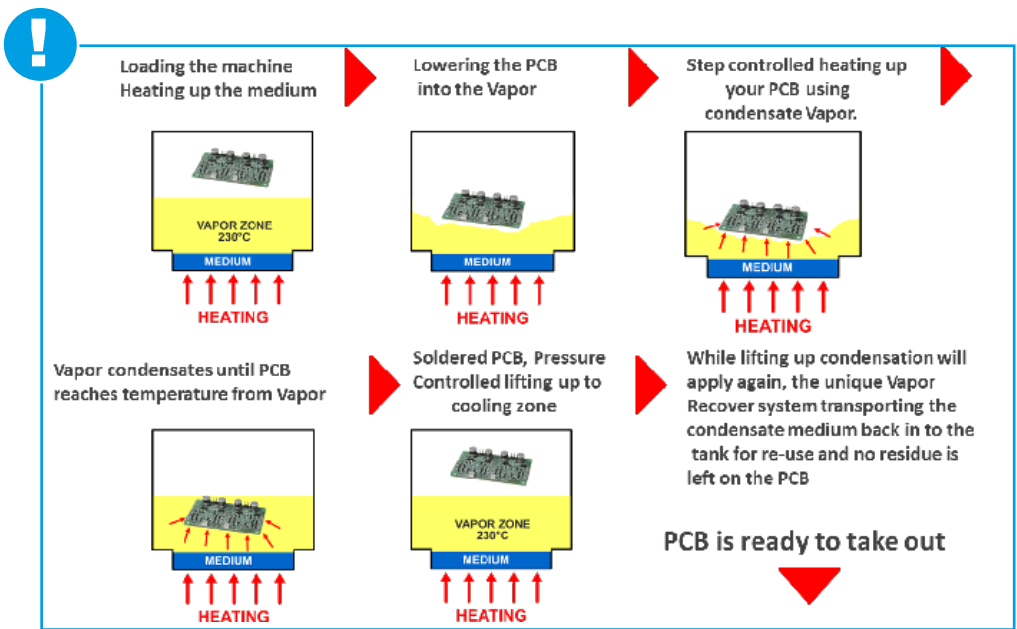 !
Loading the machine
Heating up the medium
Lowering the PCB
into the Vapor
Step controlled heating up
your PCB using
condensate Vapor.
VAPOR ZONE
230°C
MEDIUM
HEATING
MEDIUM
HEATING
MEDIUM
HEATING
Vapor condensates until PCB
reaches temperature from Vapor
Soldered PCB, Pressure
Controlled lifting up to
cooling zone
While lifting up condensation will
apply again, the unique Vapor
Recover system transporting the
condensate medium back in to the
tank for re-use and no residue is
left on the PCB
MEDIUM
HEATING
VAPOR ZONE
230°C
MEDIUM
HEATING
PCB is ready to take out